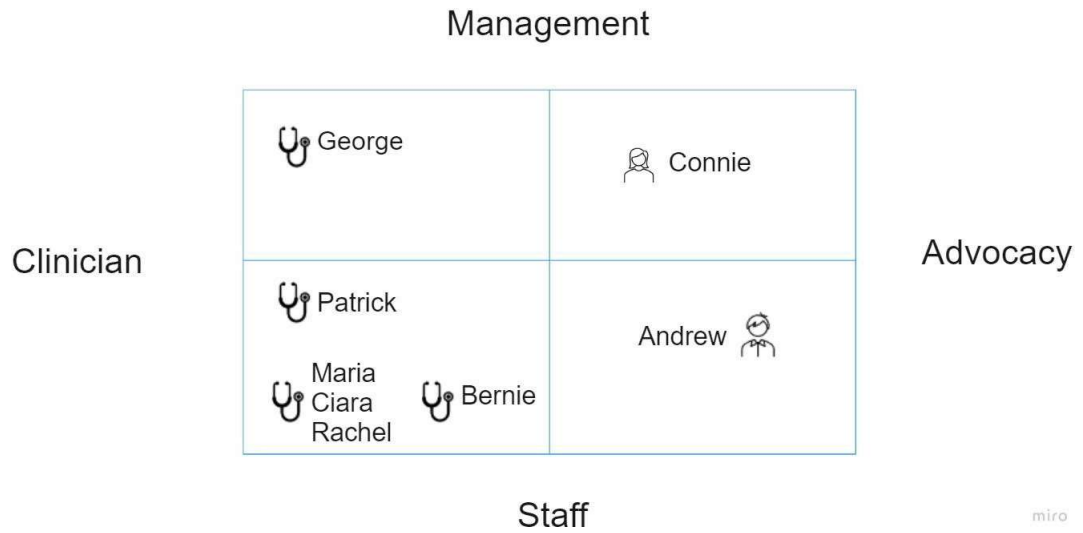 Management
George
Connie
Clinician
Advocacy
Patrick
Andrew
Maria
Ciara
Rachel
Bernie
Staff
miro